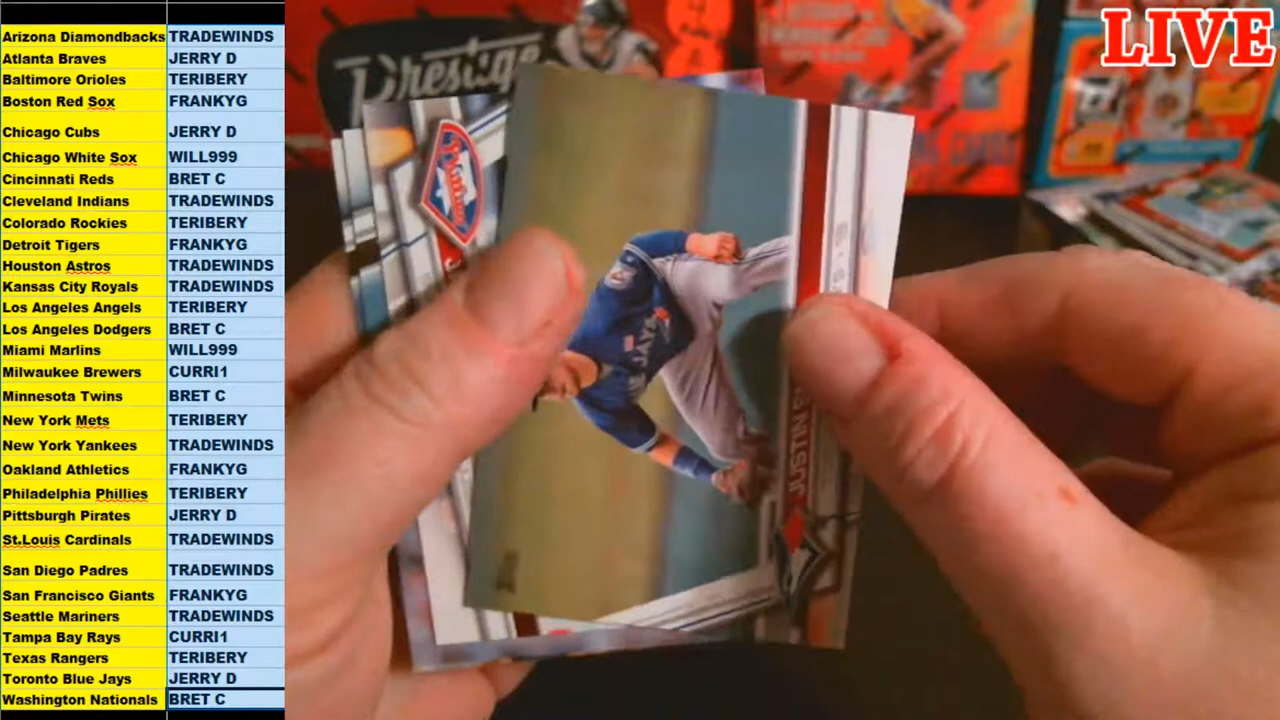 LIVE
Arizona Diamondbacks TRADEWINDS
Atlanta Braves JERRY D
Baltimore Orioles TERIBERY
Boston Red Sox FRANKYG
Chicago Cubs JERRY D
Chicago White Sox WILL999
Cincinnati Reds BRET C
Cleveland Indians TRADEWINDS
Colorado Rockies TERIBERY
Detroit Tigers FRANKYG
Houston Astros TRADEWINDS
Kansas City Royals TRADEWINDS
Los Angeles Angels TERIBERY
Los Angeles Dodgers BRET C
Miami Marlins WILL999
Milwaukee Brewers CURRI1
Minnesota Twins BRET C
New York Mets TERIBERY
New York Yankees TRADEWINDS
Oakland Athletics FRANKYG
Philadelphia Phillies TERIBERY
Pittsburgh Pirates JERRY D
St.Louis Cardinals TRADEWINDS
San Diego Padres TRADEWINDS
San Francisco Giants FRANKYG
Seattle Mariners TRADEWINDS
Tampa Bay Rays CURRI1
Texas Rangers TERIBERY
Toronto Blue Jays JERRY D
Washington Nationals BRET C
Prestige
Phillies
JUSTIN